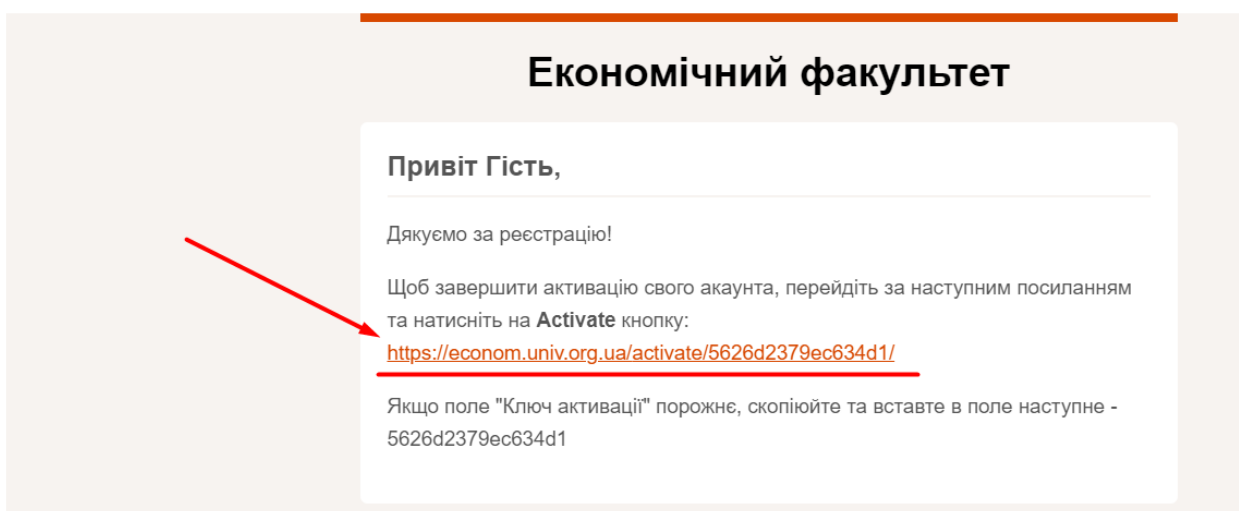 Економічний факультет
Привіт Гість,
Дякуємо за реєстрацію!
Щоб завершити активацію свого акаунта, перейдіть за наступним посиланням
та натисніть на Activate кнопку:
https://econom.univ.org.ua/activate/5626d2379ec634d1/
Якщо поле "Ключ активації" порожнє, скопіюйте та вставте в поле наступне -
5626d2379ec634d1